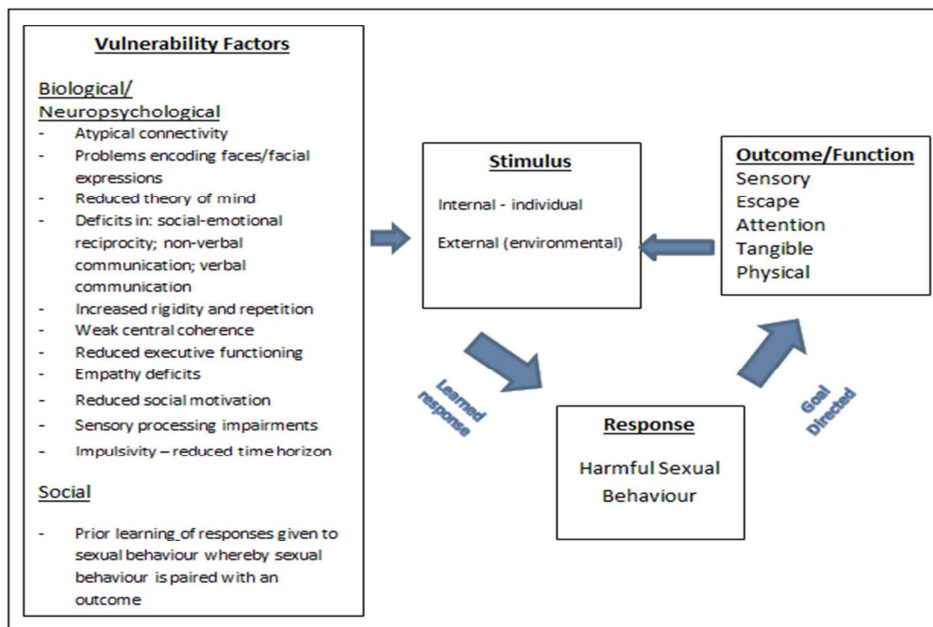 Vulnerability Factors
Biological/
Neuropsychological
- Atypical connectivity
- Problems encoding faces/facial
expressions
- Reduced theory of mind
- Deficits in: social-emotional
reciprocity; non-verbal
communication; verbal
communication
- Increased rigidity and repetition
- Weak central coherence
- Reduced executive functioning
- Empathy deficits
- Reduced social motivation
- Sensory processing impairments
- Impulsivity – reduced time horizon
Social
- Prior learning of responses given to
sexual behaviour whereby sexual
behaviour is paired with an
outcome
Stimulus
Internal - individual
External (environmental)
Learned
response
Response
Harmful Sexual
Behaviour
Goal
Directed
Outcome/Function
Sensory
Escape
Attention
Tangible
Physical